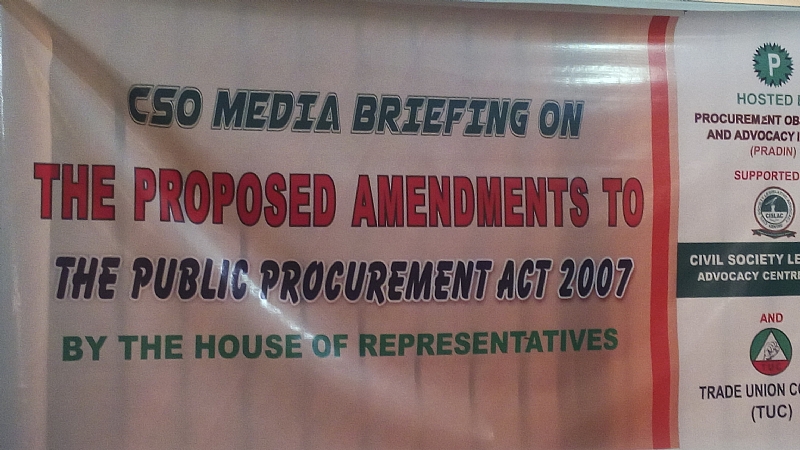 CSO MEDIA BRIEFING ON
THE PROPOSED AMENDMENTS TO
THE PUBLIC PROCUREMENT ACT 2007
BY THE HOUSE OF REPRESENTATIVES
P
HOSTED
PROCUREMENT
AND ADVOCACY
(PRADIN)
SUPPORTED
CISLAC
CIVIL SOCIETY
ADVOCACY CENTRE
AND
TUC
TRADE UNION
(TUC)